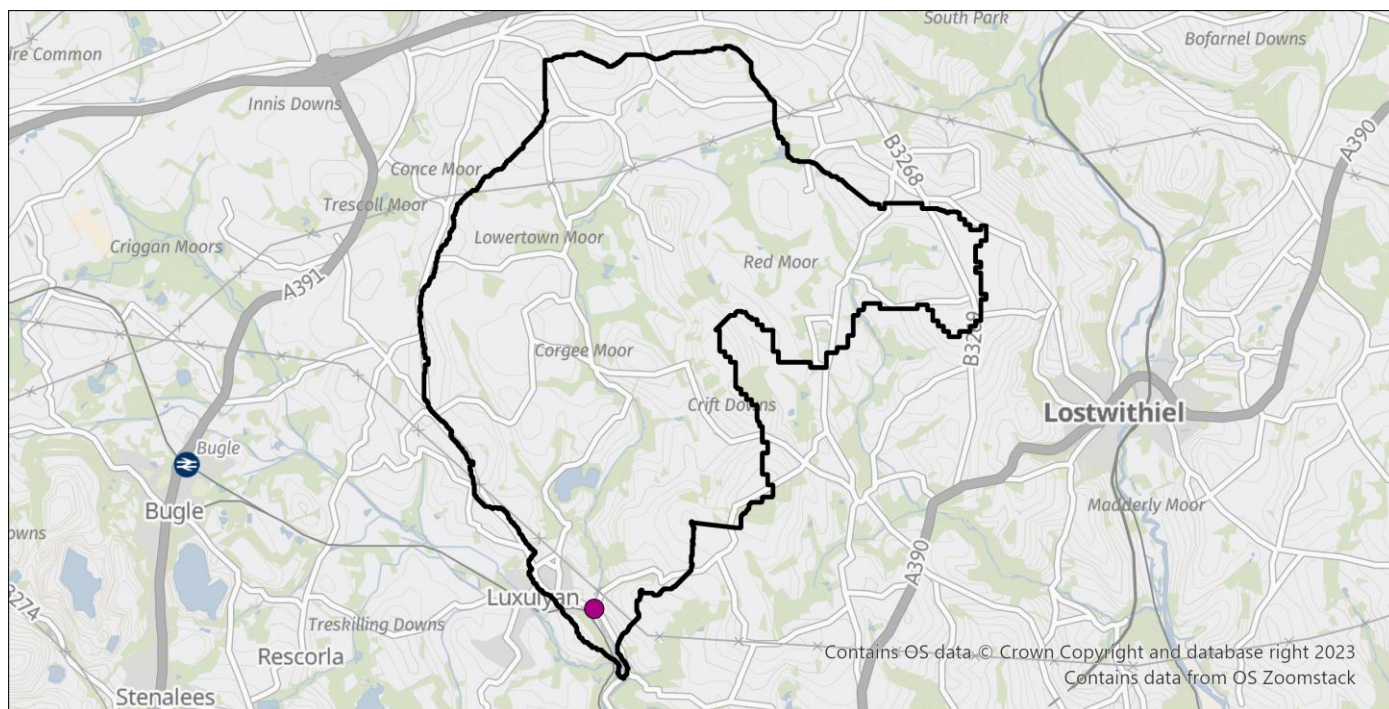 South Park
ire Common
Bofarnel Downs
Innis Downs
A390
B3268
Conce Moor
Trescoll Moor
Lowertown Moor
Criggan Moors
Red Moor
A391
B3269
Corgee Moor
Crift Downs
Lostwithiel
Bugle
Bugle
Madderly Moor
owns
A390
Luxulyan
3274
Treskilling Downs
Rescorla
Stenalees
Contains OS data © Crown Copyright and database right 2023
Contains data from OS Zoomstack